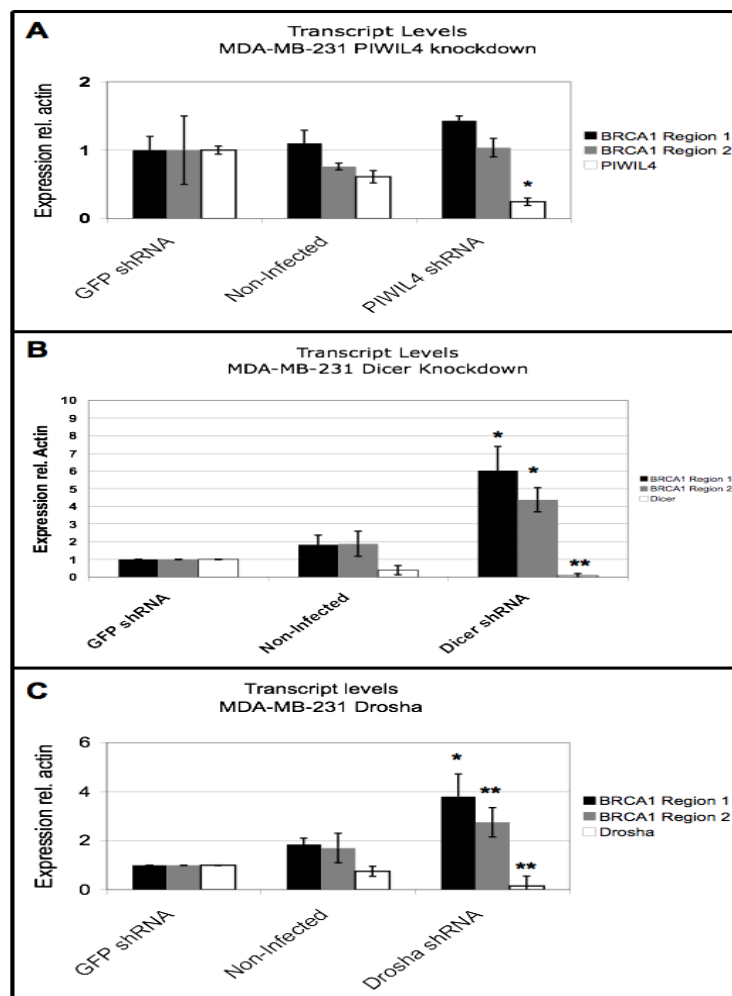 A
Transcript Levels
MDA-MB-231 PIWIL4 knockdown
Expression rel. actin
2
1
0
GFP shRNA
Non-Infected
PIWIL4 shRNA
*
BRCA1 Region 1
BRCA1 Region 2
PIWIL4
B
Transcript Levels
MDA-MB-231 Dicer Knockdown
Expression rel. Actin
10
9
8
7
6
5
4
3
2
1
0
GFP shRNA
Non-Infected
Dicer shRNA
*
*
**
BRCA1 Region 1
BRCA1 Region 2
Dicer
C
Transcript levels
MDA-MB-231 Drosha
Expression rel. actin
6
4
2
0
GFP shRNA
Non-Infected
Drosha shRNA
*
**
**
BRCA1 Region 1
BRCA1 Region 2
Drosha